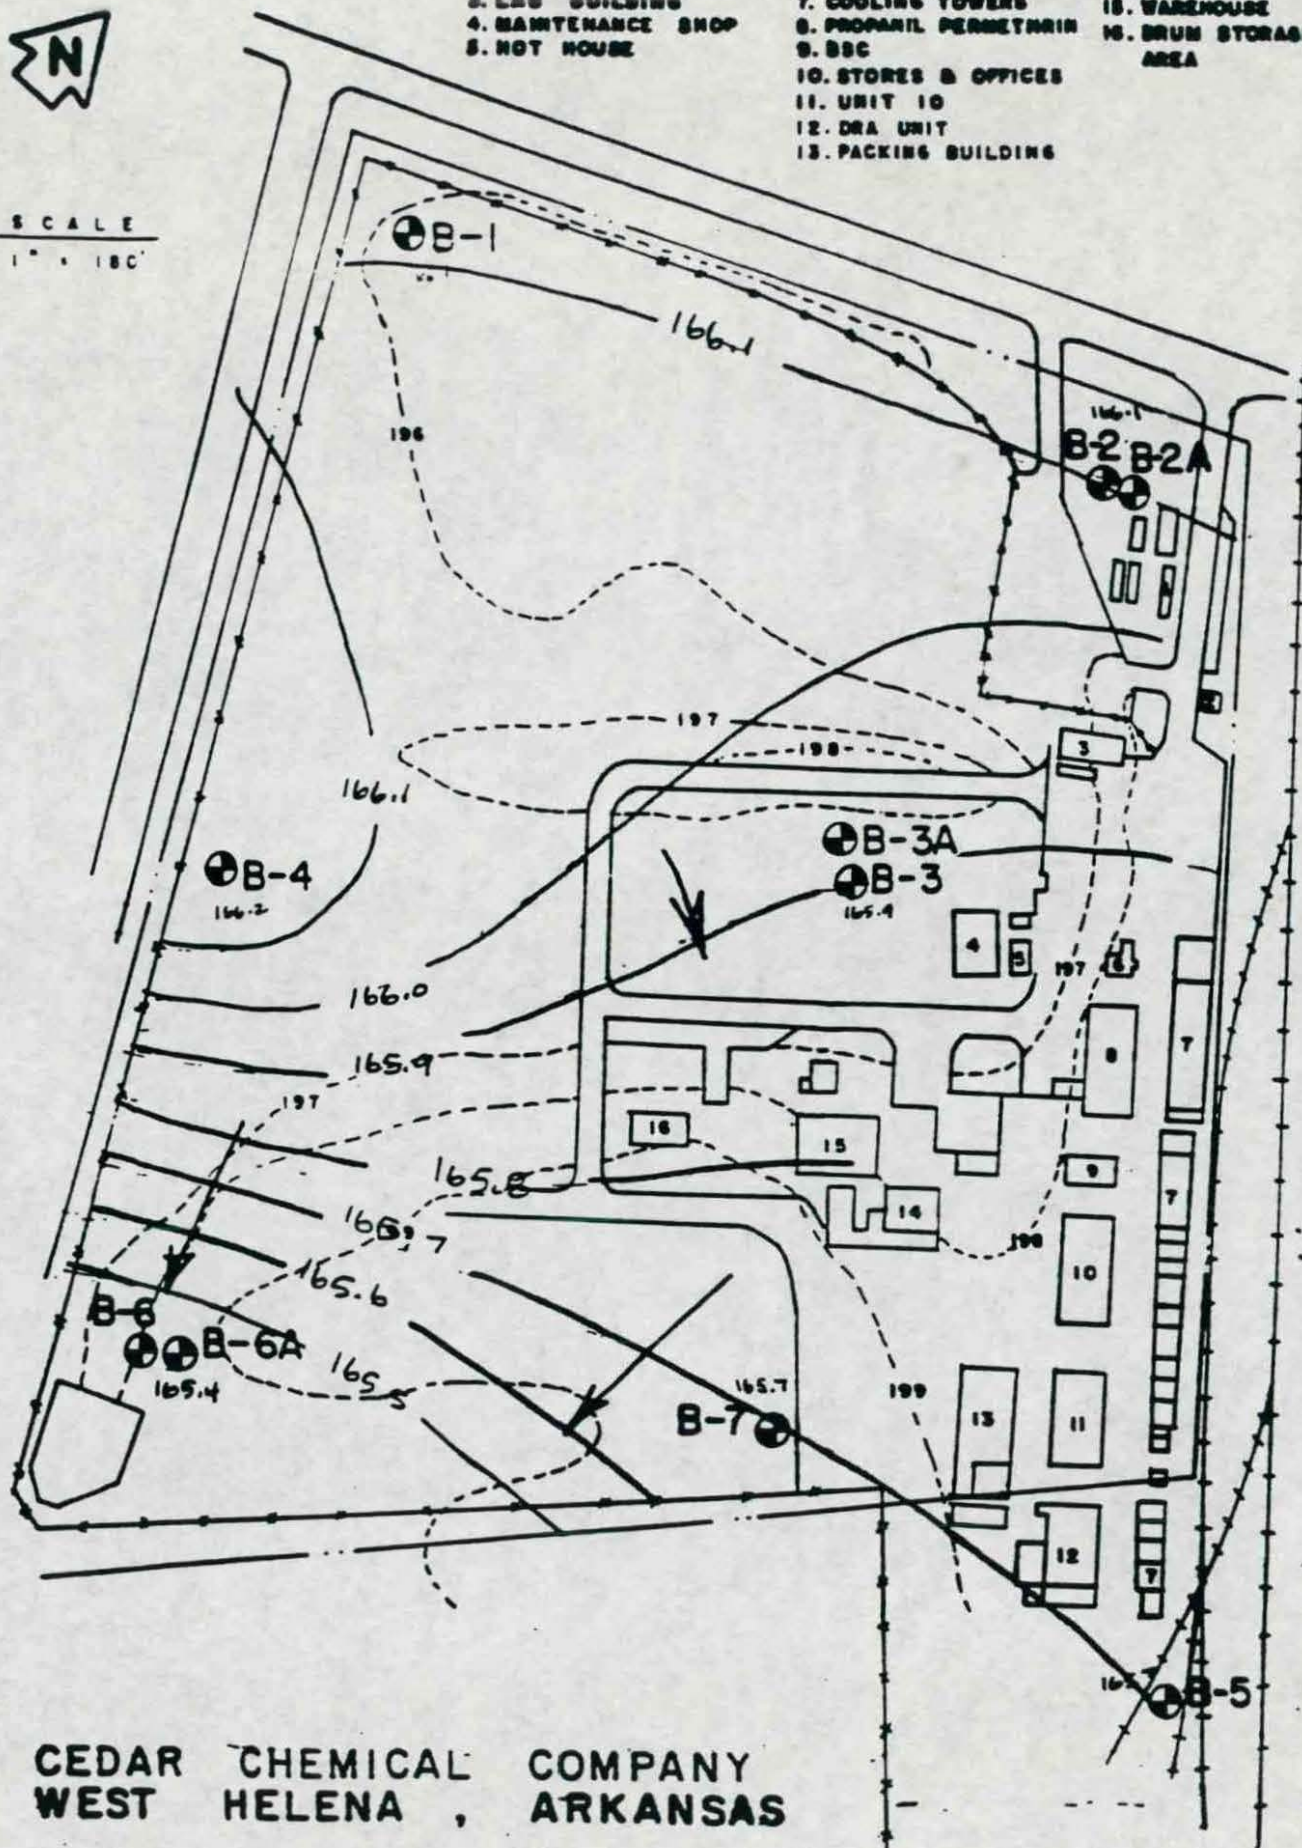 N
SCALE
4. MAINTENANCE SHOP
5. HOT HOUSE
7. COOLING TOWERS
8. PROPANIL PERMETHRIN
10. STORES & OFFICES
11. UNIT 10
12. DRA UNIT
13. PACKING BUILDING
15. WAREHOUSE
16. DRUM STORAG
AREA
B-1
166.1
196
166.1
B-2 B-2A
197
198
3
166.1
B-3A
B-4
B-3
166.2
165.9
4
5
6
197
166.0
165.9
8
7
197
16
15
165.8
9
7
14
198
10
165.6
B-6
B-6A
165.4
165.5
165.7
199
B-7
13
11
12
7
B-5
CEDAR CHEMICAL COMPANY
WEST HELENA , ARKANSAS